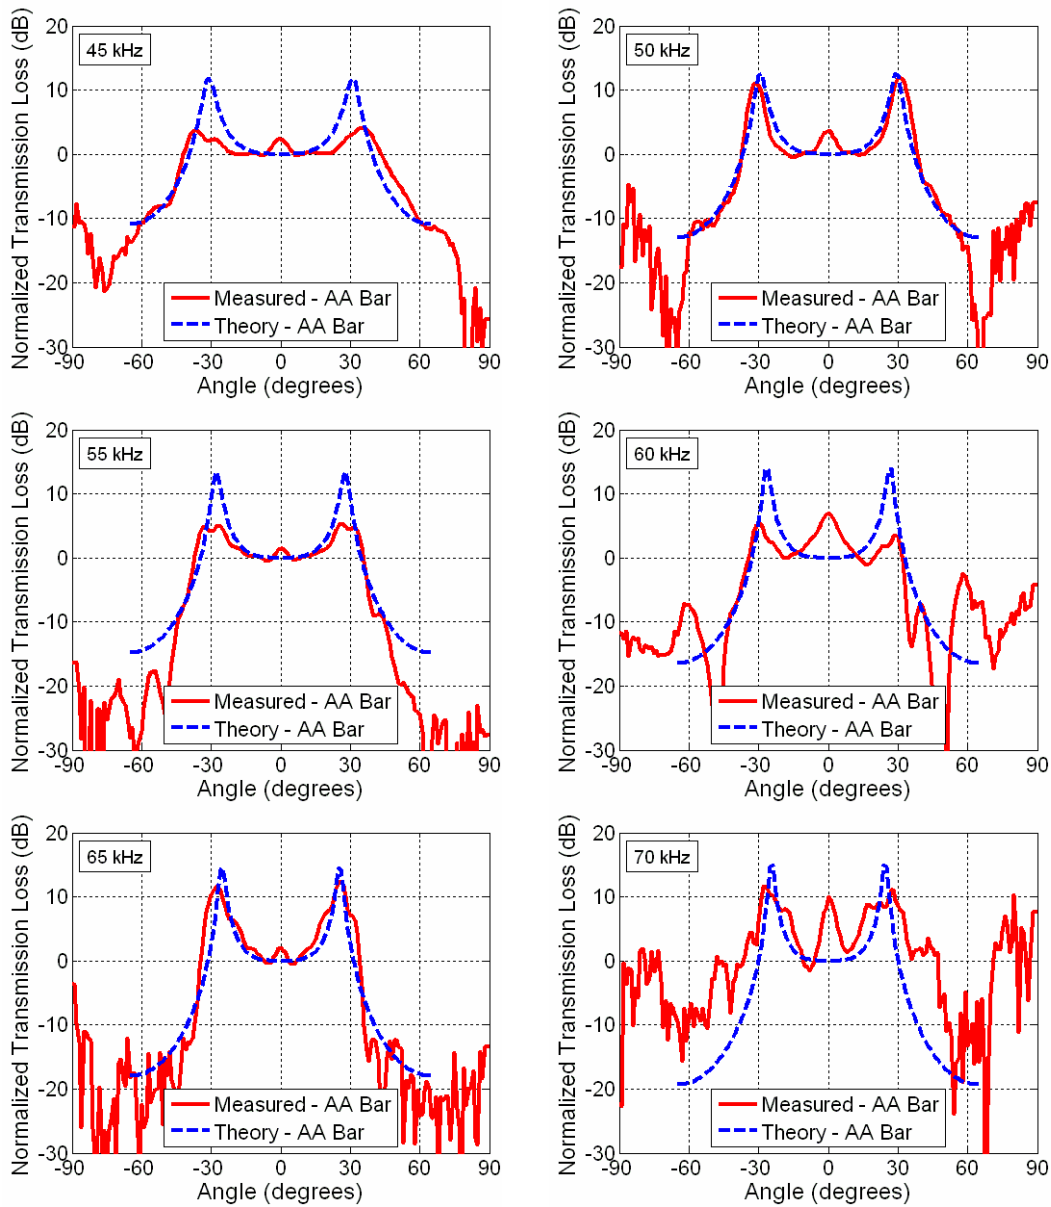 Normalized Transmission Loss (dB)
20
10
0
-10
-20
-30
45 kHz
Measured - AA Bar
Theory - AA Bar
-90 -60 -30 0 30 60 90
Angle (degrees)
Normalized Transmission Loss (dB)
20
10
0
-10
-20
-30
50 kHz
Measured - AA Bar
Theory - AA Bar
-90 -60 -30 0 30 60 90
Angle (degrees)
Normalized Transmission Loss (dB)
20
10
0
-10
-20
-30
55 kHz
Measured - AA Bar
Theory - AA Bar
-90 -60 -30 0 30 60 90
Angle (degrees)
Normalized Transmission Loss (dB)
20
10
0
-10
-20
-30
60 kHz
Measured - AA Bar
Theory - AA Bar
-90 -60 -30 0 30 60 90
Angle (degrees)
Normalized Transmission Loss (dB)
20
10
0
-10
-20
-30
65 kHz
Measured - AA Bar
Theory - AA Bar
-90 -60 -30 0 30 60 90
Angle (degrees)
Normalized Transmission Loss (dB)
20
10
0
-10
-20
-30
70 kHz
Measured - AA Bar
Theory - AA Bar
-90 -60 -30 0 30 60 90
Angle (degrees)